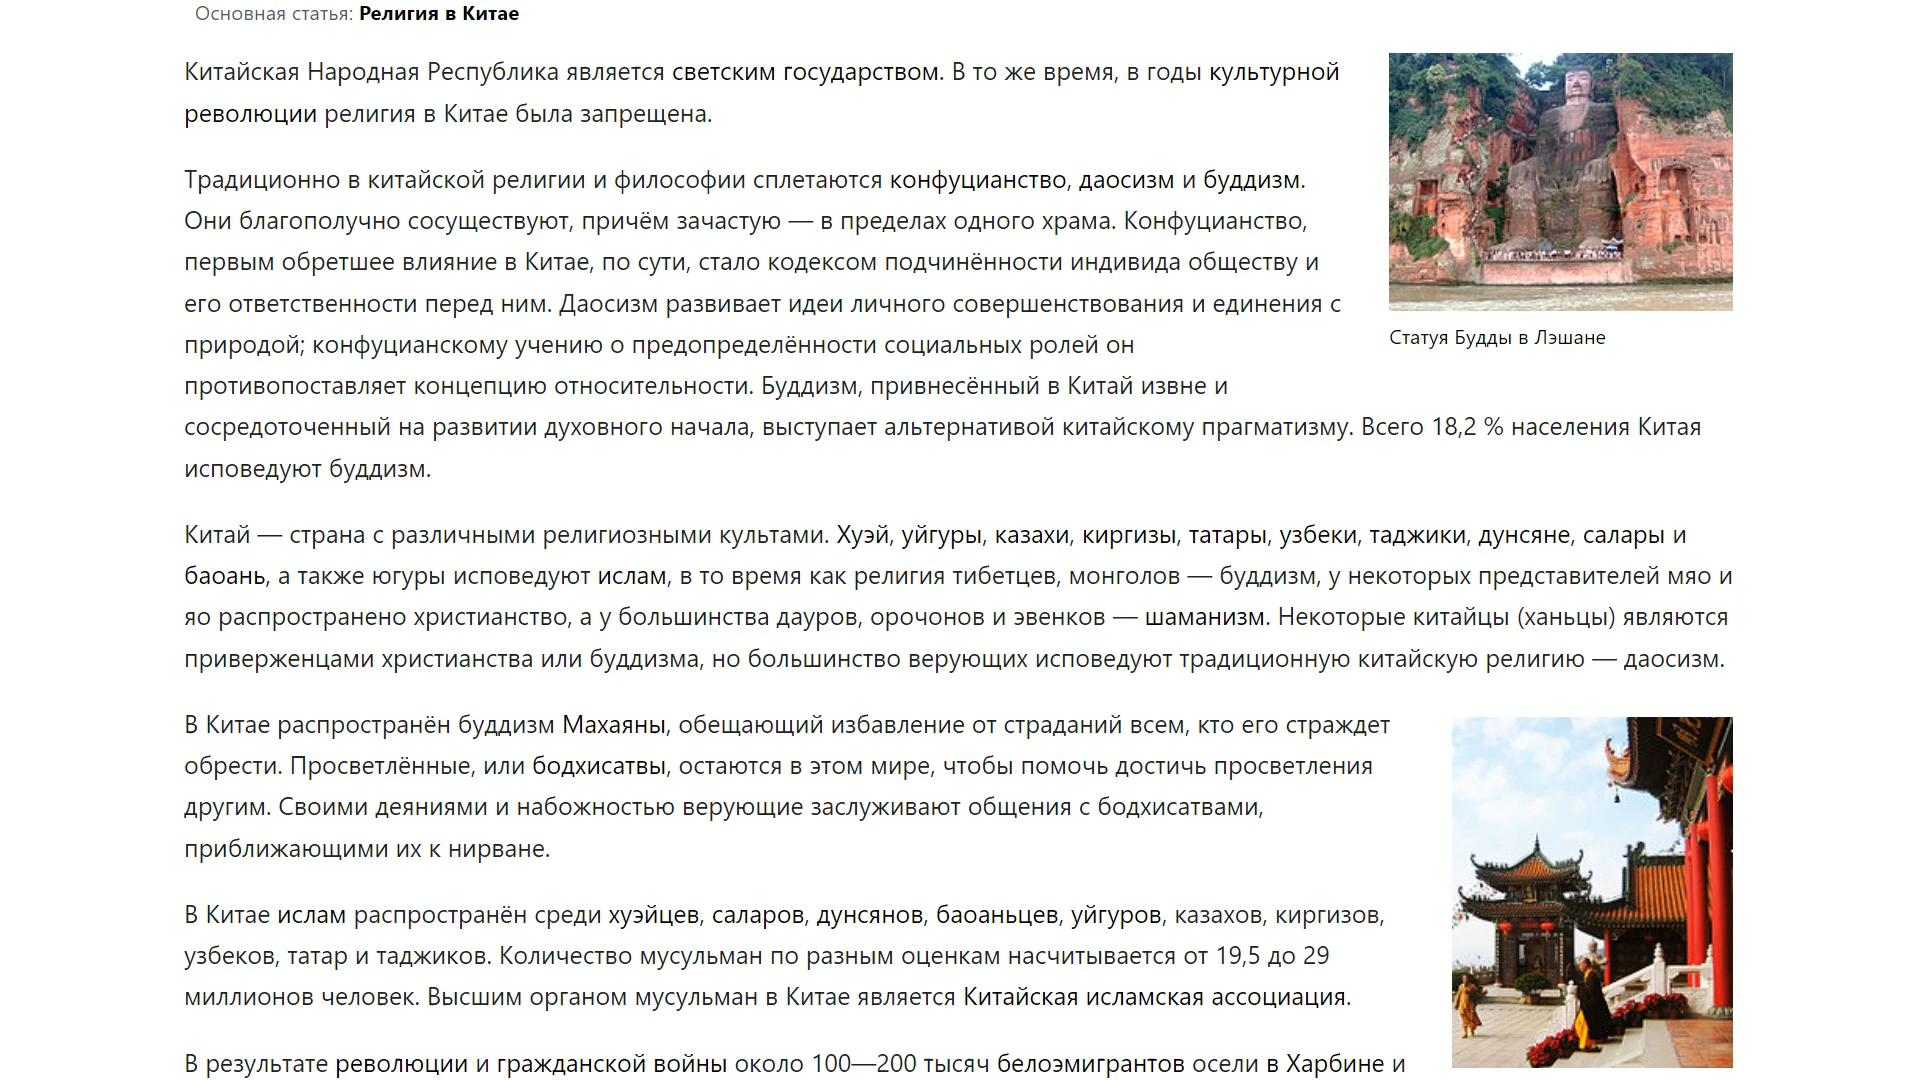 Основная статья: Религия в Китае
Китайская Народная Республика является светским государством. В то же время, в годы культурной
революции религия в Китае была запрещена.
Традиционно в китайской религии и философии сплетаются конфуцианство, даосизм и буддизм.
Они благополучно сосуществуют, причём зачастую — в пределах одного храма. Конфуцианство,
первым обретшее влияние в Китае, по сути, стало кодексом подчинённости индивида обществу и
его ответственности перед ним. Даосизм развивает идеи личного совершенствования и единения с
природой; конфуцианскому учению о предопределённости социальных ролей он
противопоставляет концепцию относительности. Буддизм, привнесённый в Китай извне и
сосредоточенный на развитии духовного начала, выступает альтернативой китайскому прагматизму. Всего 18,2 % населения Китая
исповедуют буддизм.
Статуя Будды в Лэшане
Китай — страна с различными религиозными культами. Хуэй, уйгуры, казахи, киргизы, татары, узбеки, таджики, дунсяне, салары и
баоань, а также югуры исповедуют ислам, в то время как религия тибетцев, монголов — буддизм, у некоторых представителей мяо и
яо распространено христианство, а у большинства дауров, орочонов и эвенков — шаманизм. Некоторые китайцы (ханьцы) являются
приверженцами христианства или буддизма, но большинство верующих исповедуют традиционную китайскую религию — даосизм.
В Китае распространён буддизм Махаяны, обещающий избавление от страданий всем, кто его страждет
обрести. Просветлённые, или бодхисатвы, остаются в этом мире, чтобы помочь достичь просветления
другим. Своими деяниями и набожностью верующие заслуживают общения с бодхисатвами,
приближающими их к нирване.
В Китае ислам распространён среди хуэйцев, саларов, дунсянов, баоаньцев, уйгуров, казахов, киргизов,
узбеков, татар и таджиков. Количество мусульман по разным оценкам насчитывается от 19,5 до 29
миллионов человек. Высшим органом мусульман в Китае является Китайская исламская ассоциация.
В результате революции и гражданской войны около 100—200 тысяч белоэмигрантов осели в Харбине и